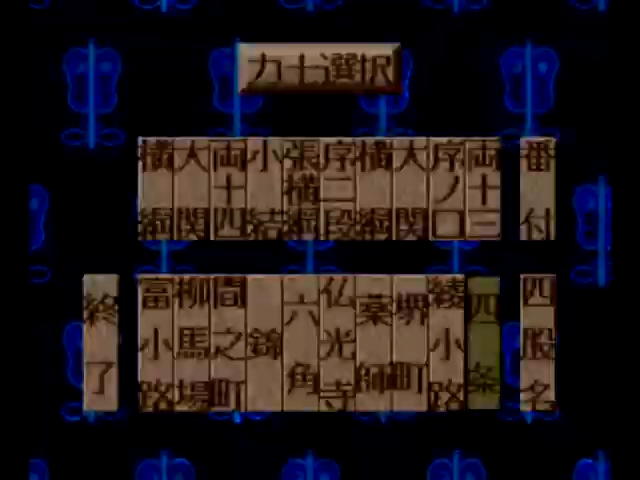 力士選択
番付
両十三
序ノ口
大関
横綱
序二段
張横綱
小結
両十四
大関
横綱
四股名
四条
綾小路
堺町
薬師
仏光寺
六角
錦
間之町
柳馬場
富小路
終了